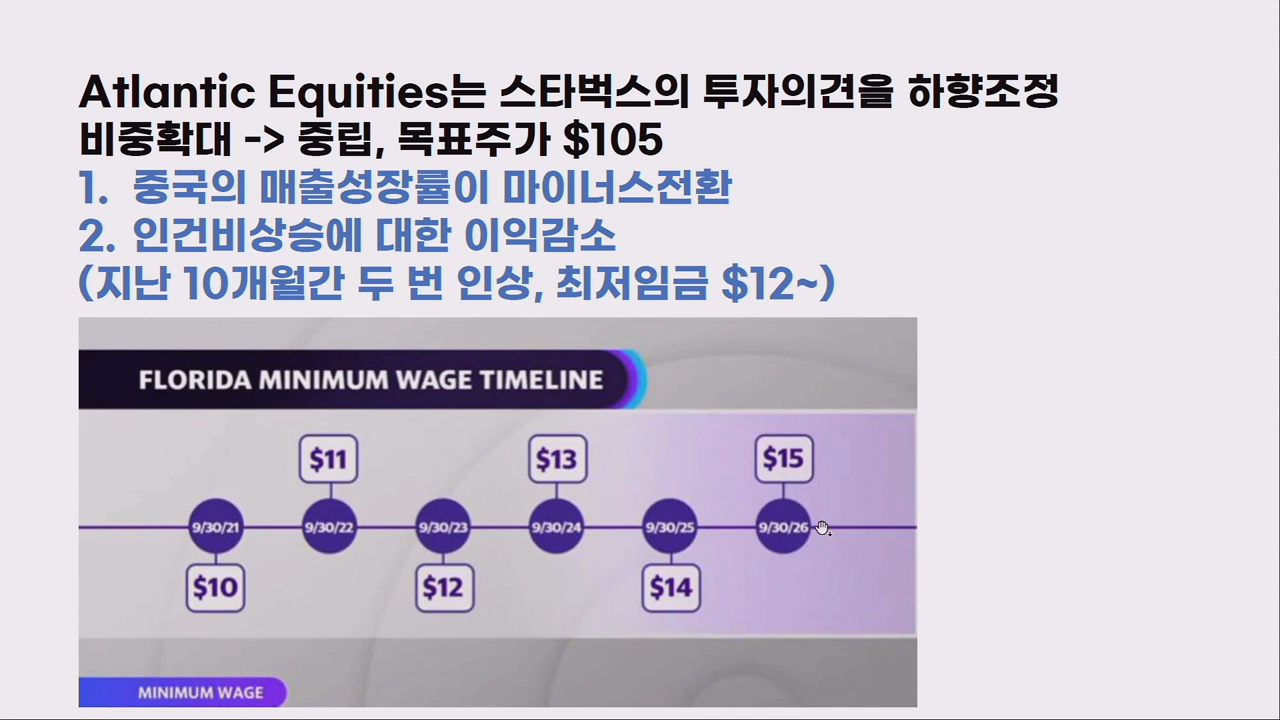 Atlantic Equities는 스타벅스의 투자의견을 하향조정
비중확대 -> 중립, 목표주가 $105
1. 중국의 매출성장률이 마이너스전환
2. 인건비상승에 대한 이익감소
(지난 10개월간 두 번 인상, 최저임금 $12~)
FLORIDA MINIMUM WAGE TIMELINE
$11 $13 $15
9/30/21 9/30/22 9/30/23 9/30/24 9/30/25 9/30/26
$10 $12 $14
MINIMUM WAGE